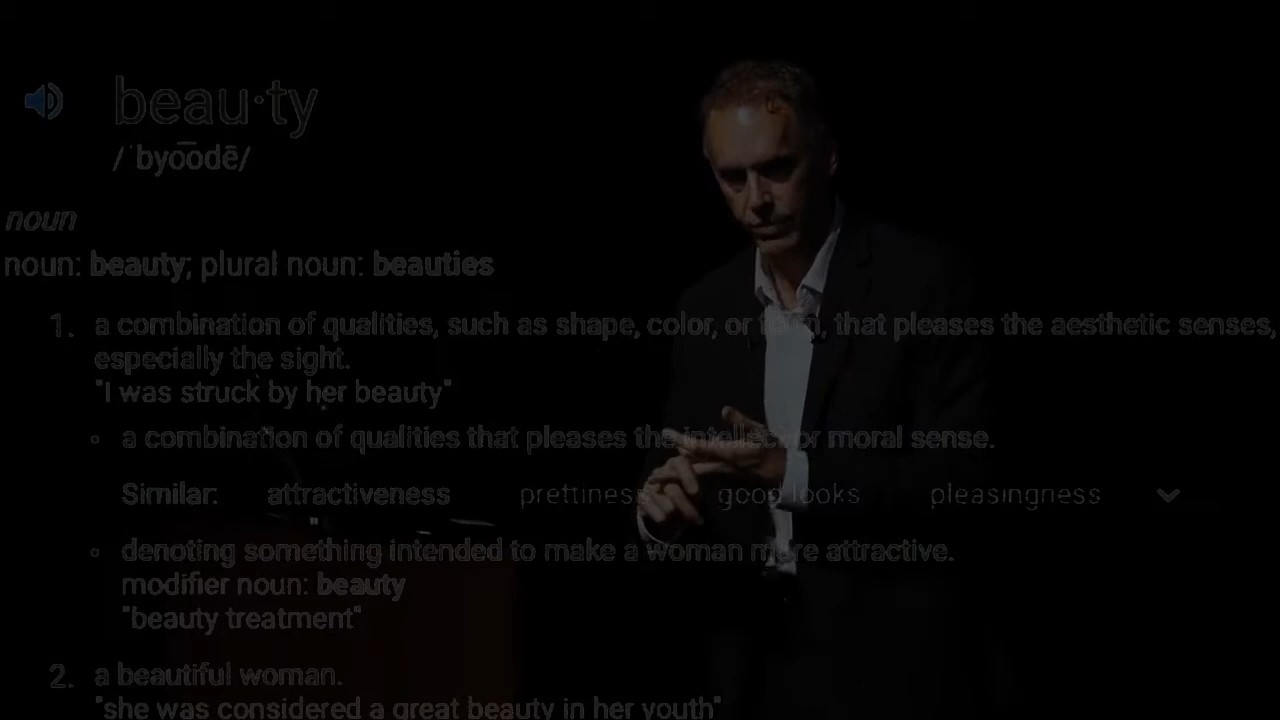 beau·ty
/ˈbyo͞odē/
noun
noun: beauty; plural noun: beauties
1. a combination of qualities, such as shape, color, or form, that pleases the aesthetic senses,
especially the sight.
"I was struck by her beauty"
◦ a combination of qualities that pleases the intellect or moral sense.
Similar: attractiveness prettiness good looks pleasingness
◦ denoting something intended to make a woman more attractive.
modifier noun: beauty
"beauty treatment"
2. a beautiful woman.
"she was considered a great beauty in her youth"